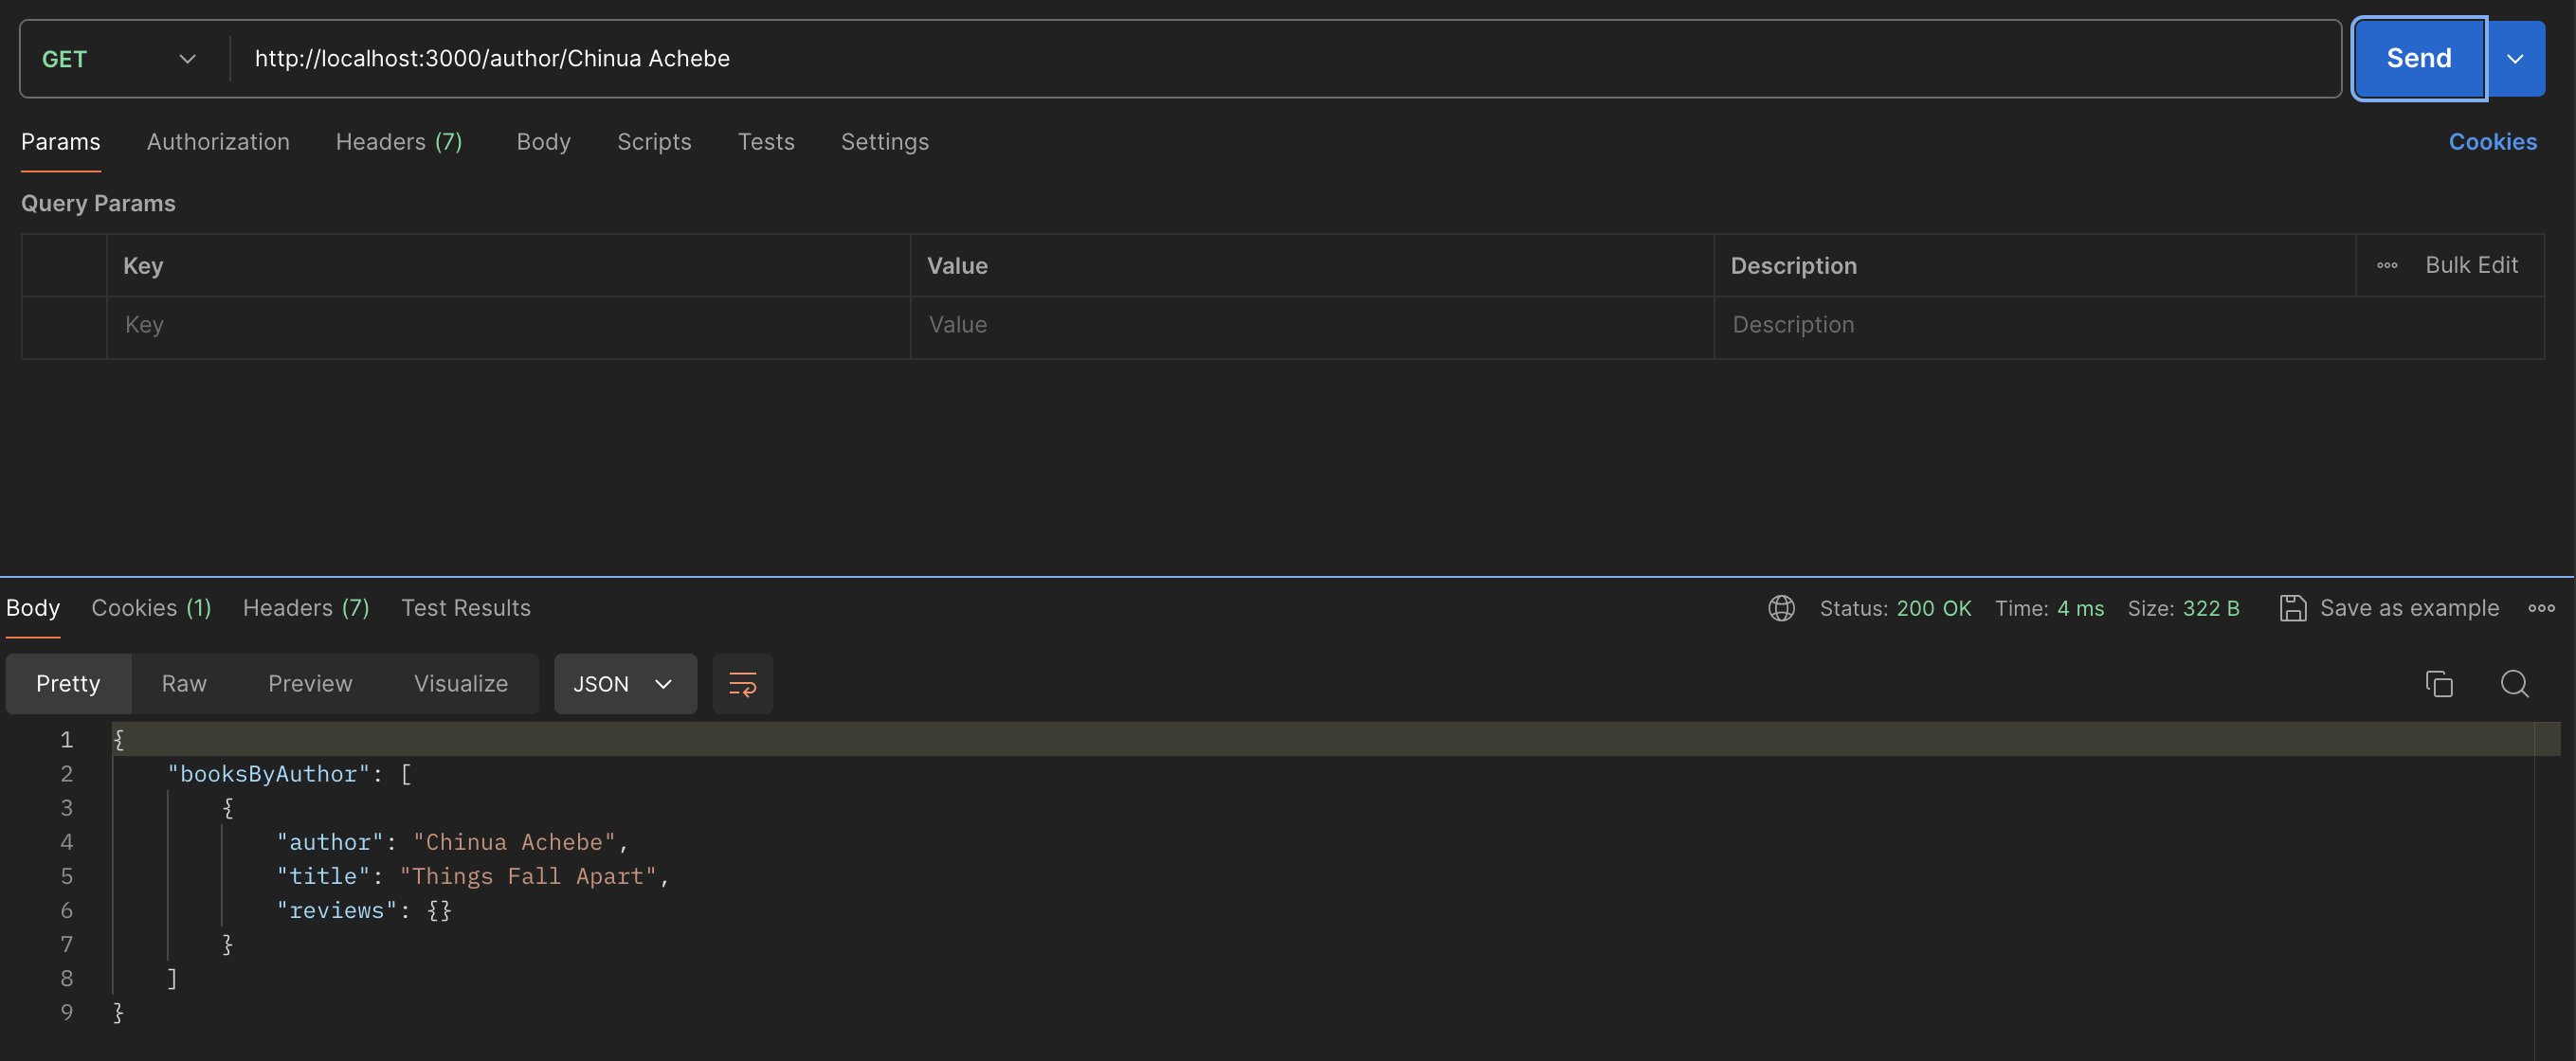 GET http://localhost:3000/author/Chinua Achebe Send
Params Authorization Headers (7) Body Scripts Tests Settings Cookies
Query Params
Key Value Description Bulk Edit
Key Value Description
Body Cookies (1) Headers (7) Test Results Status: 200 OK Time: 4 ms Size: 322 B Save as example
Pretty Raw Preview Visualize JSON
1 {
2 "booksByAuthor": [
3 {
4 "author": "Chinua Achebe",
5 "title": "Things Fall Apart",
6 "reviews": {}
7 }
8 ]
9 }